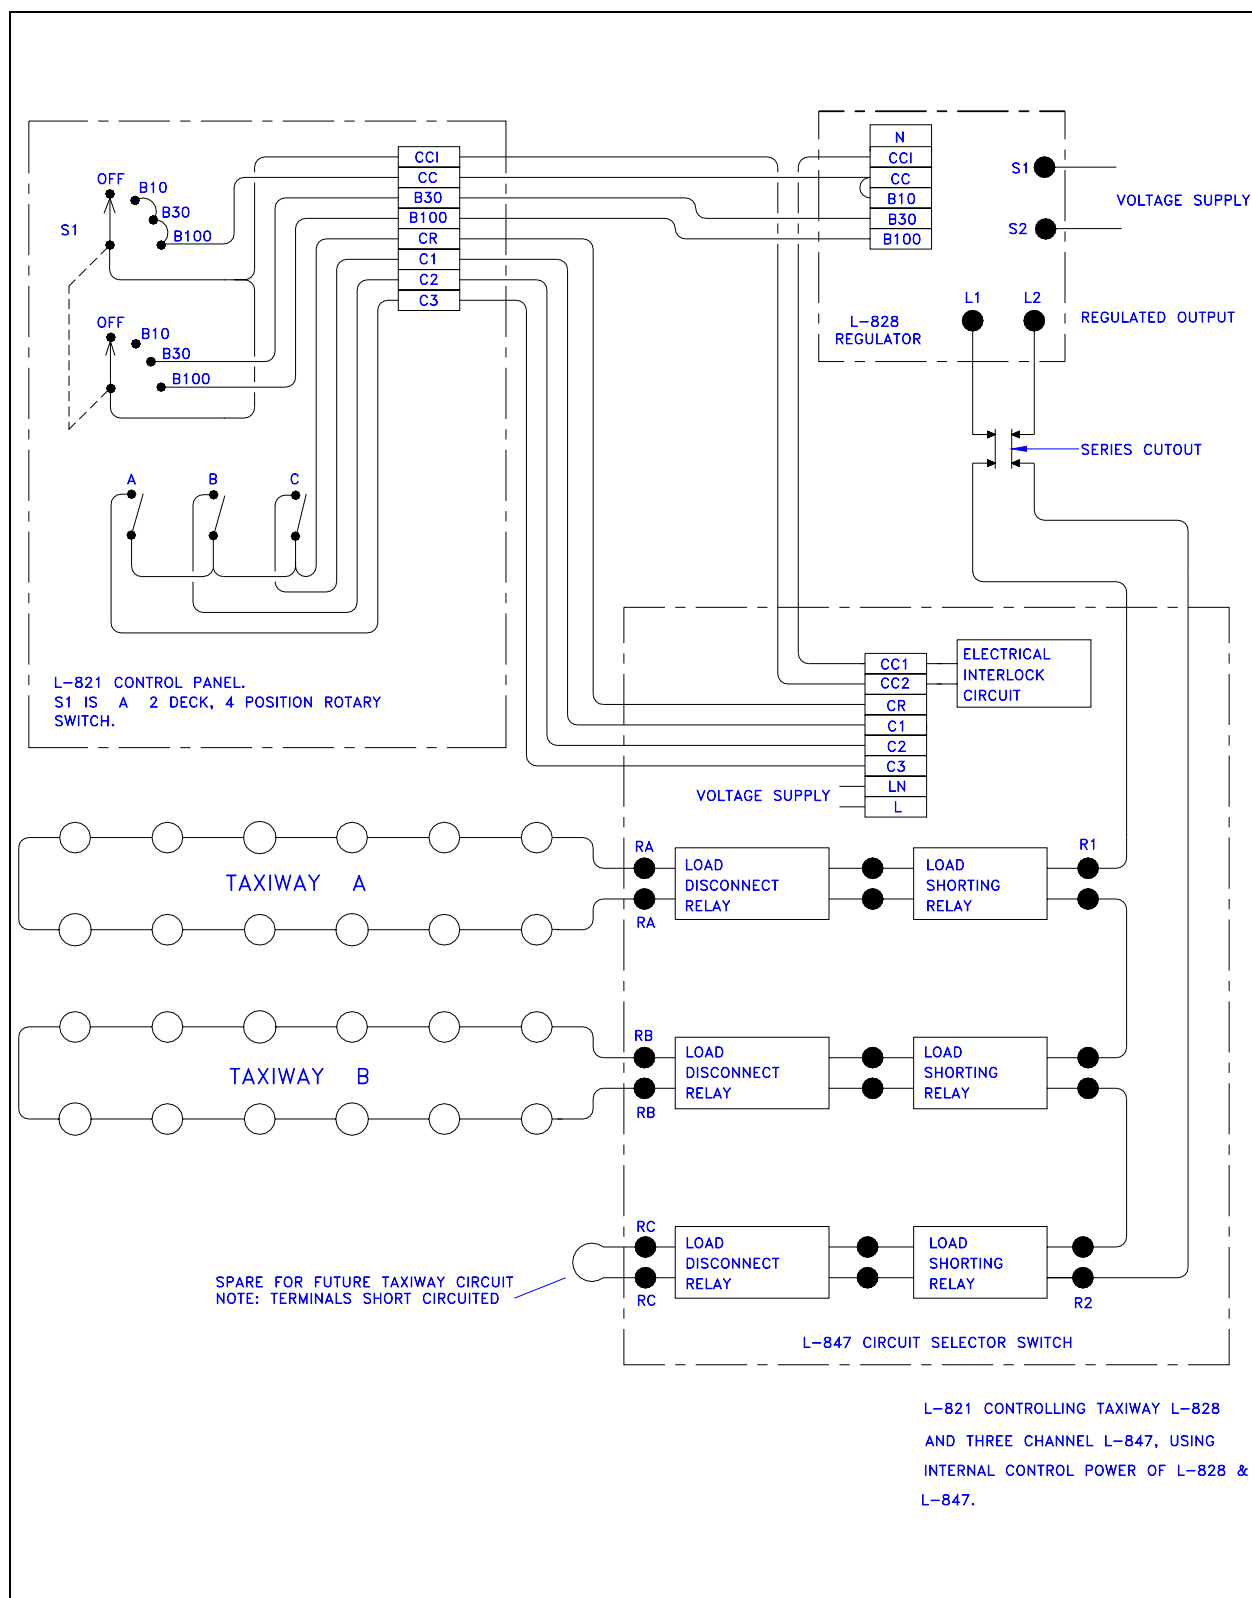 OFF
B10
B30
B100
S1
OFF
B10
B30
B100
A
B
C
CCI
CC
B30
B100
CR
C1
C2
C3
L-821 CONTROL PANEL.
S1 IS A 2 DECK, 4 POSITION ROTARY
SWITCH.
N
CCI
CC
B10
B30
B100
S1
S2
VOLTAGE SUPPLY
L1
L2
L-828
REGULATOR
REGULATED OUTPUT
SERIES CUTOUT
CC1
CC2
CR
C1
C2
C3
LN
L
ELECTRICAL
INTERLOCK
CIRCUIT
VOLTAGE SUPPLY
TAXIWAY A
RA
RA
LOAD
DISCONNECT
RELAY
LOAD
SHORTING
RELAY
R1
TAXIWAY B
RB
RB
LOAD
DISCONNECT
RELAY
LOAD
SHORTING
RELAY
SPARE FOR FUTURE TAXIWAY CIRCUIT
NOTE: TERMINALS SHORT CIRCUITED
RC
RC
LOAD
DISCONNECT
RELAY
LOAD
SHORTING
RELAY
R2
L-847 CIRCUIT SELECTOR SWITCH
L-821 CONTROLLING TAXIWAY L-828
AND THREE CHANNEL L-847, USING
INTERNAL CONTROL POWER OF L-828 &
L-847.